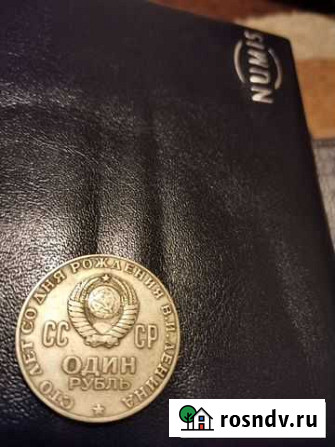 NUMIS
СТО ЛЕТ СО ДНЯ РОЖДЕНИЯ В.И.ЛЕНИНА
СС СР
ОДИН
РУБЛЬ
rosndv.ru